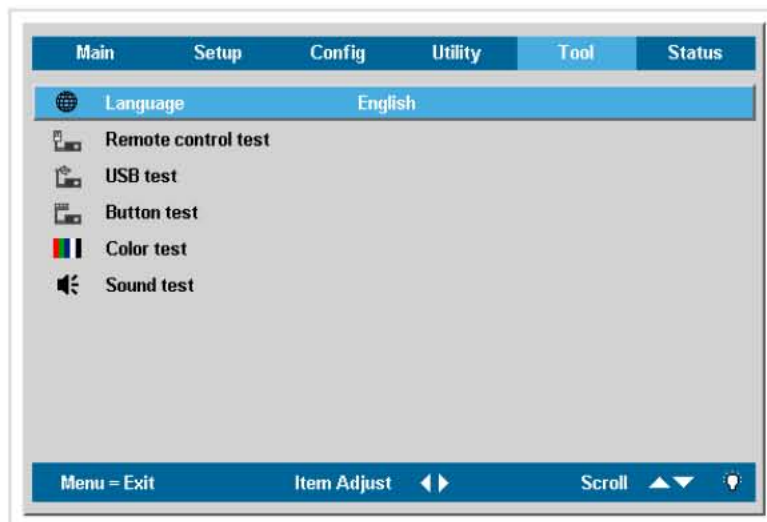 Main Setup Config Utility Tool Status
Language English
Remote control test
USB test
Button test
Color test
Sound test
Menu = Exit Item Adjust Scroll